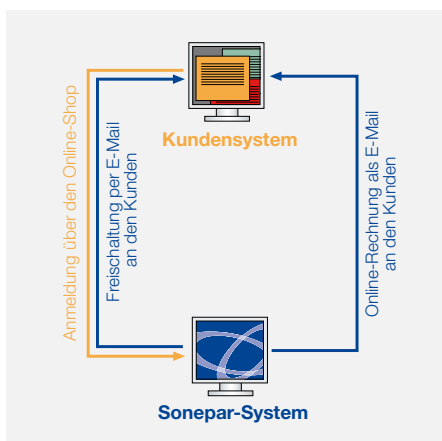 Kundensystem
Anmeldung über den Online-Shop
Freischaltung per E-Mail
an den Kunden
Online-Rechnung als E-Mail
an den Kunden
Sonepar-System